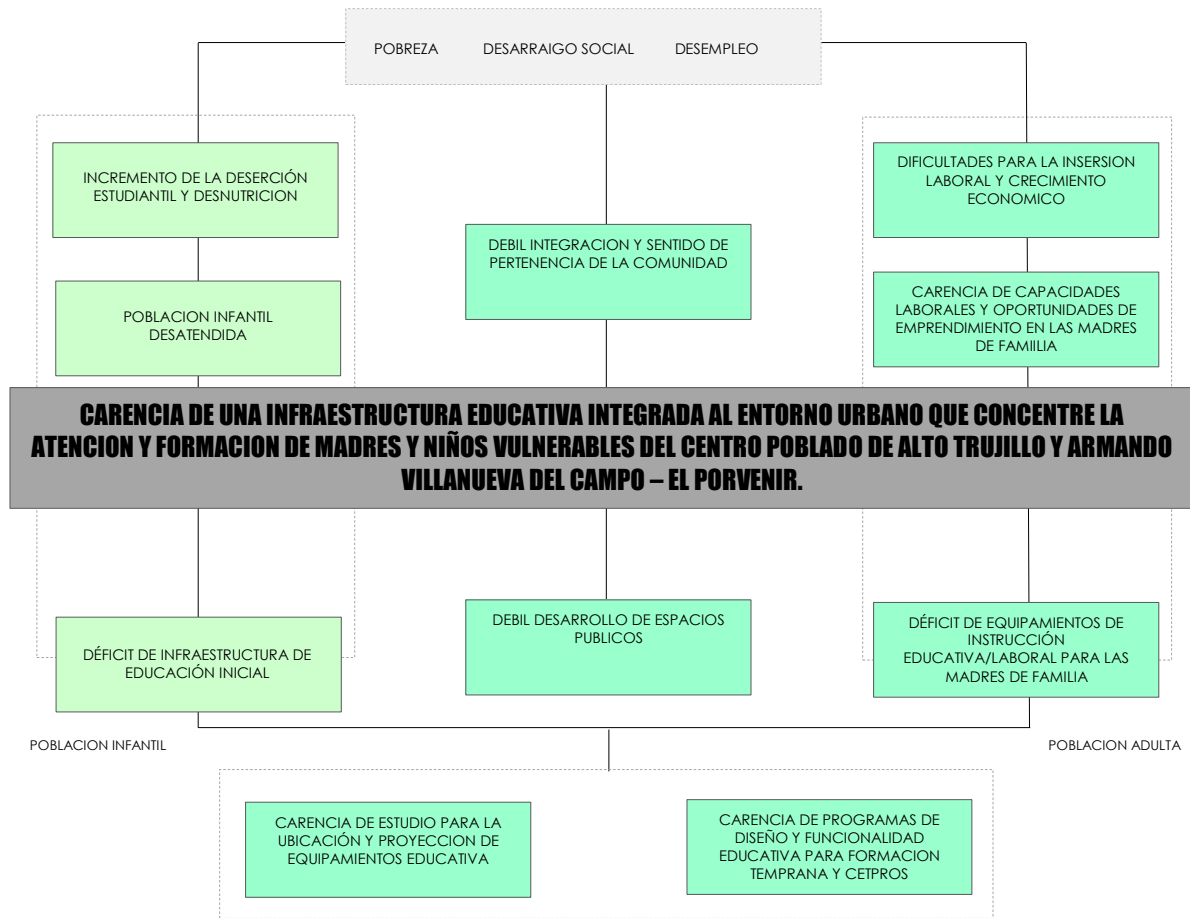 POBREZA DESARRAIGO SOCIAL DESEMPLEO
INCREMENTO DE LA DESERCIÓN
ESTUDIANTIL Y DESNUTRICION
DIFICULTADES PARA LA INSERSION
LABORAL Y CRECIMIENTO
ECONOMICO
DEBIL INTEGRACION Y SENTIDO DE
PERTENENCIA DE LA COMUNIDAD
POBLACION INFANTIL
DESATENDIDA
CARENCIA DE CAPACIDADES
LABORALES Y OPORTUNIDADES DE
EMPRENDIMIENTO EN LAS MADRES
DE FAMIILIA
CARENCIA DE UNA INFRAESTRUCTURA EDUCATIVA INTEGRADA AL ENTORNO URBANO QUE CONCENTRE LA
ATENCION Y FORMACION DE MADRES Y NIÑOS VULNERABLES DEL CENTRO POBLADO DE ALTO TRUJILLO Y ARMANDO
VILLANUEVA DEL CAMPO – EL PORVENIR.
DÉFICIT DE INFRAESTRUCTURA DE
EDUCACIÓN INICIAL
DEBIL DESARROLLO DE ESPACIOS
PUBLICOS
DÉFICIT DE EQUIPAMIENTOS DE
INSTRUCCIÓN
EDUCATIVA/LABORAL PARA LAS
MADRES DE FAMILIA
POBLACION INFANTIL
POBLACION ADULTA
CARENCIA DE ESTUDIO PARA LA
UBICACIÓN Y PROYECCION DE
EQUIPAMIENTOS EDUCATIVA
CARENCIA DE PROGRAMAS DE
DISEÑO Y FUNCIONALIDAD
EDUCATIVA PARA FORMACION
TEMPRANA Y CETPROS